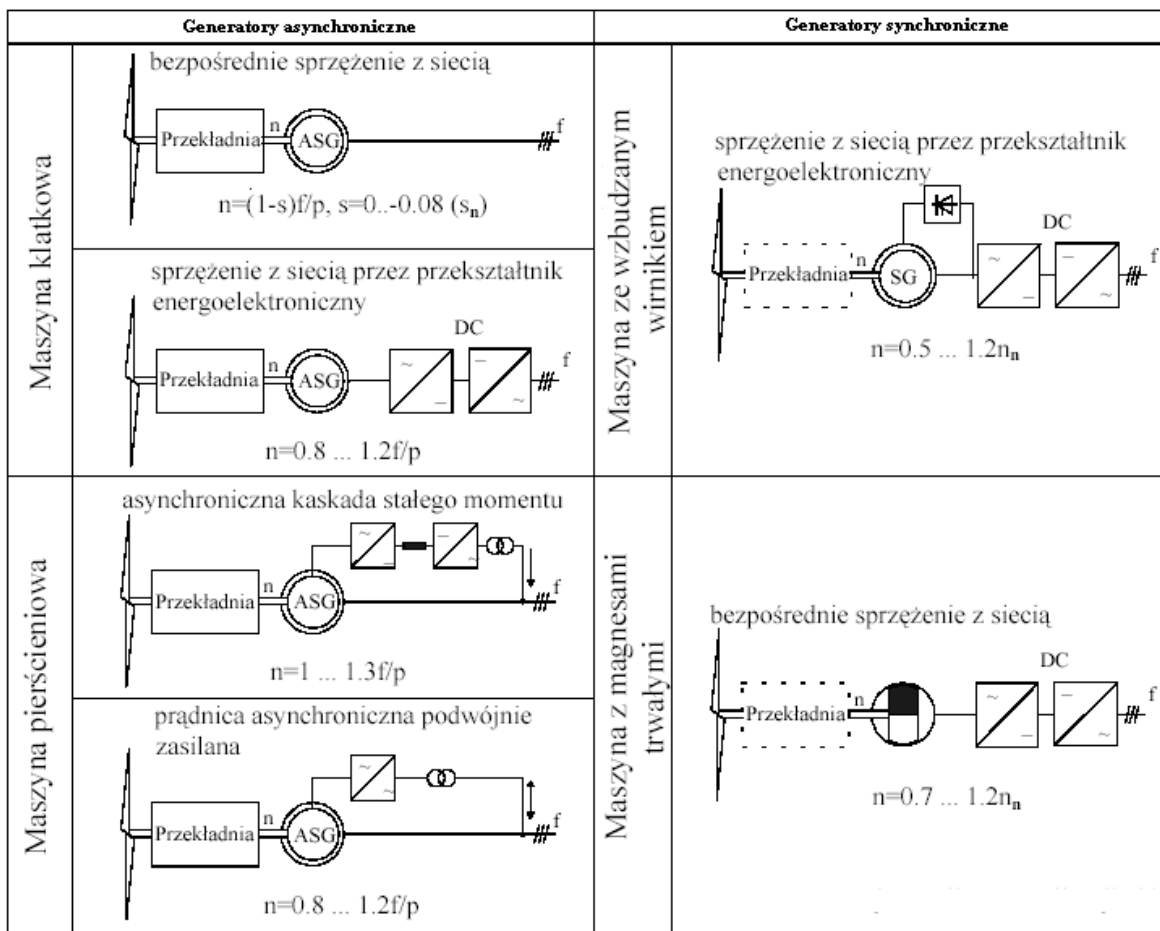 Generatory asynchroniczne
Generatory synchroniczne
Maszyna klatkowa
bezpośrednie sprzężenie z siecią
Przekładnia
n
ASG
f
n=(1-s)f/p, s=0..-0.08 (sn)
sprzężenie z siecią przez przekształtnik
energoelektroniczny
DC
Przekładnia
n
ASG
~
–
–
~
f
n=0.8 ... 1.2f/p
Maszyna pierścieniowa
asynchroniczna kaskada stałego momentu
~
–
–
~
Przekładnia
n
ASG
f
n=1 ... 1.3f/p
prądnica asynchroniczna podwójnie
zasilana
~
~
Przekładnia
n
ASG
f
n=0.8 ... 1.2f/p
Maszyna ze wzbudzanym
wirnikiem
sprzężenie z siecią przez przekształtnik
energoelektroniczny
DC
Przekładnia
n
SG
~
–
–
~
f
n=0.5 ... 1.2nn
Maszyna z magnesami
trwałymi
bezpośrednie sprzężenie z siecią
DC
Przekładnia
n
~
–
–
~
f
n=0.7 ... 1.2nn